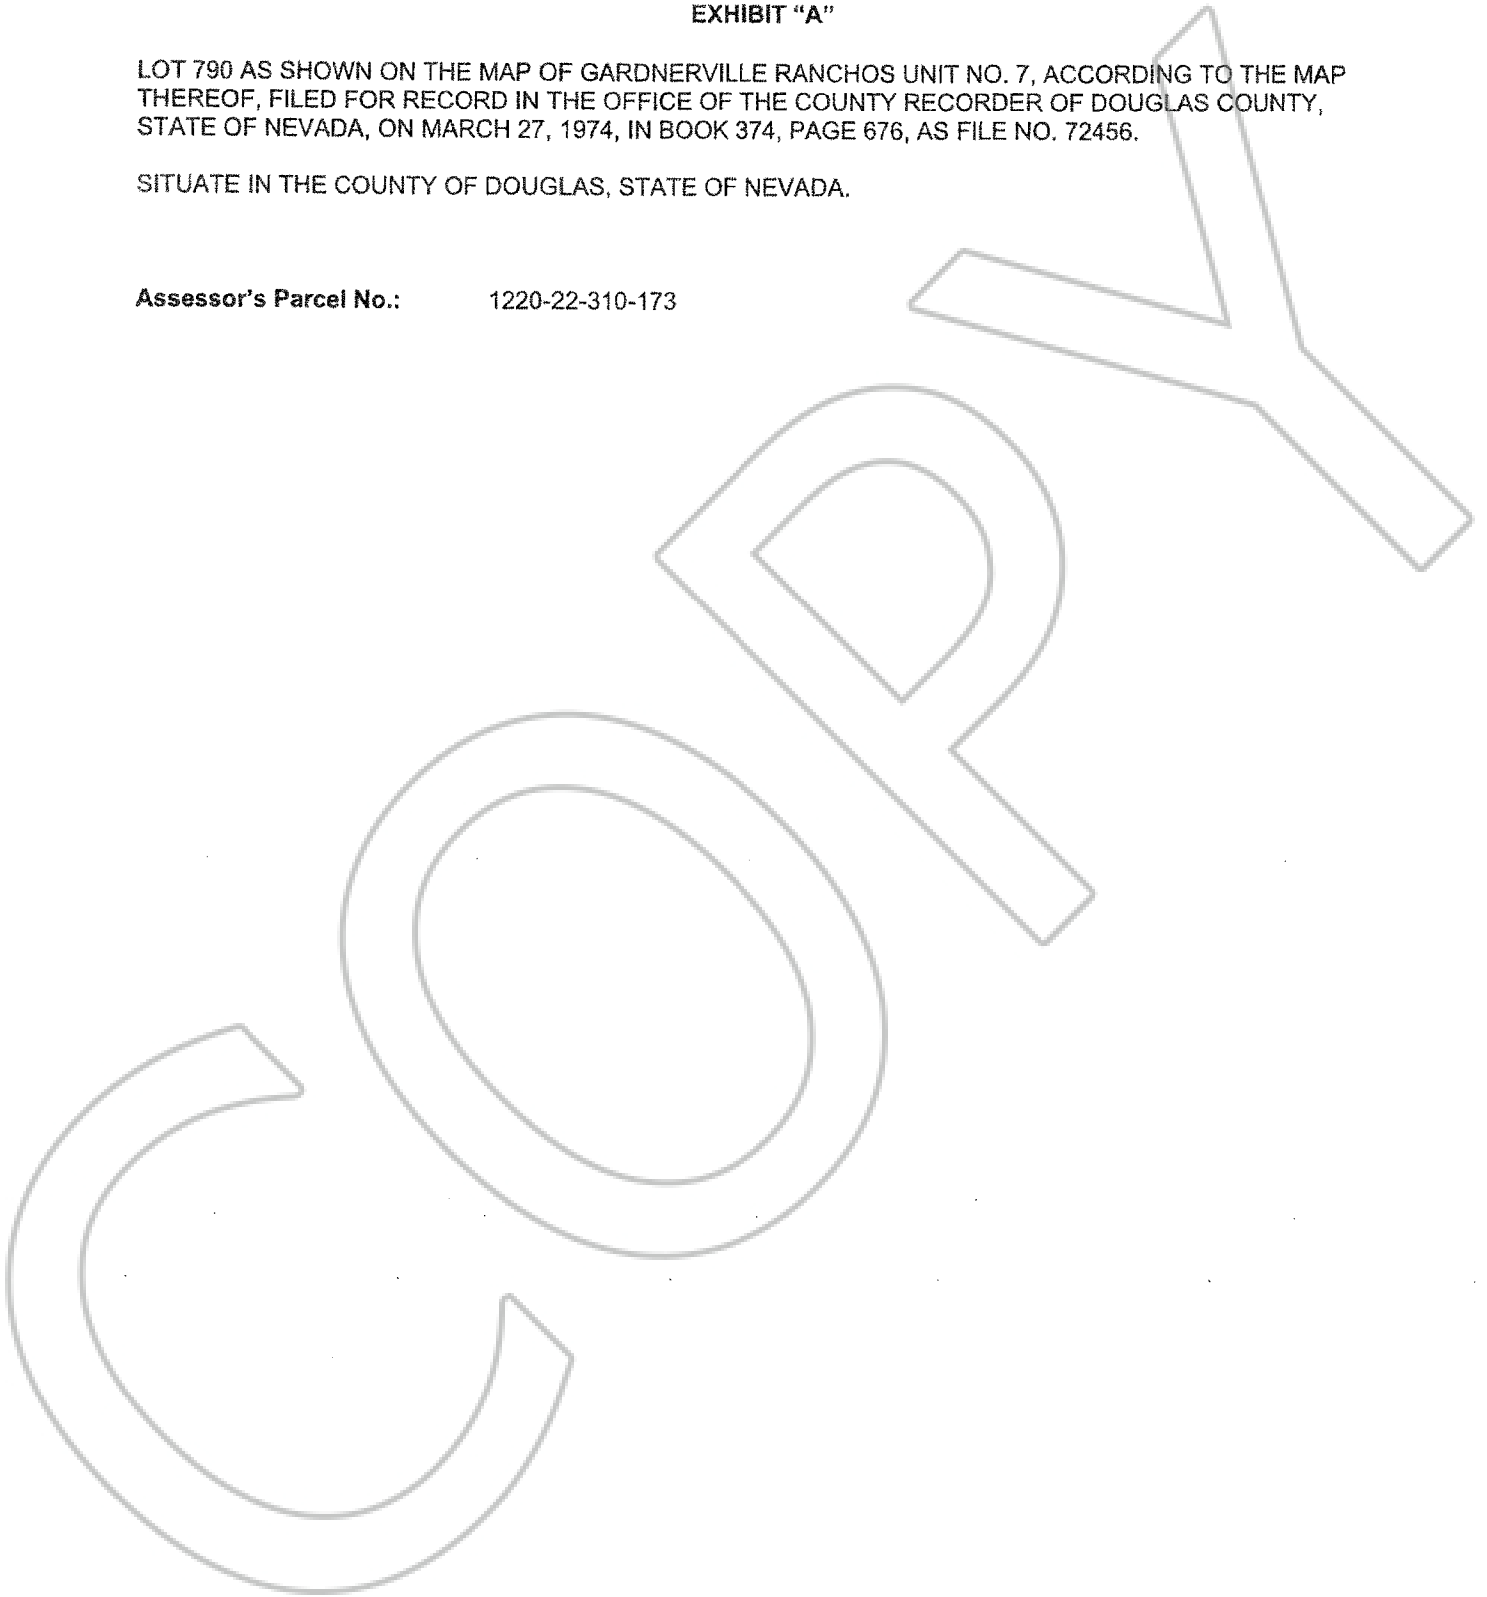 EXHIBIT “A”
LOT 790 AS SHOWN ON THE MAP OF GARDNERVILLE RANCHOS UNIT NO. 7, ACCORDING TO THE MAP
THEREOF, FILED FOR RECORD IN THE OFFICE OF THE COUNTY RECORDER OF DOUGLAS COUNTY,
STATE OF NEVADA, ON MARCH 27, 1974, IN BOOK 374, PAGE 676, AS FILE NO. 72456.
SITUATE IN THE COUNTY OF DOUGLAS, STATE OF NEVADA.
Assessor's Parcel No.: 1220-22-310-173
COPY